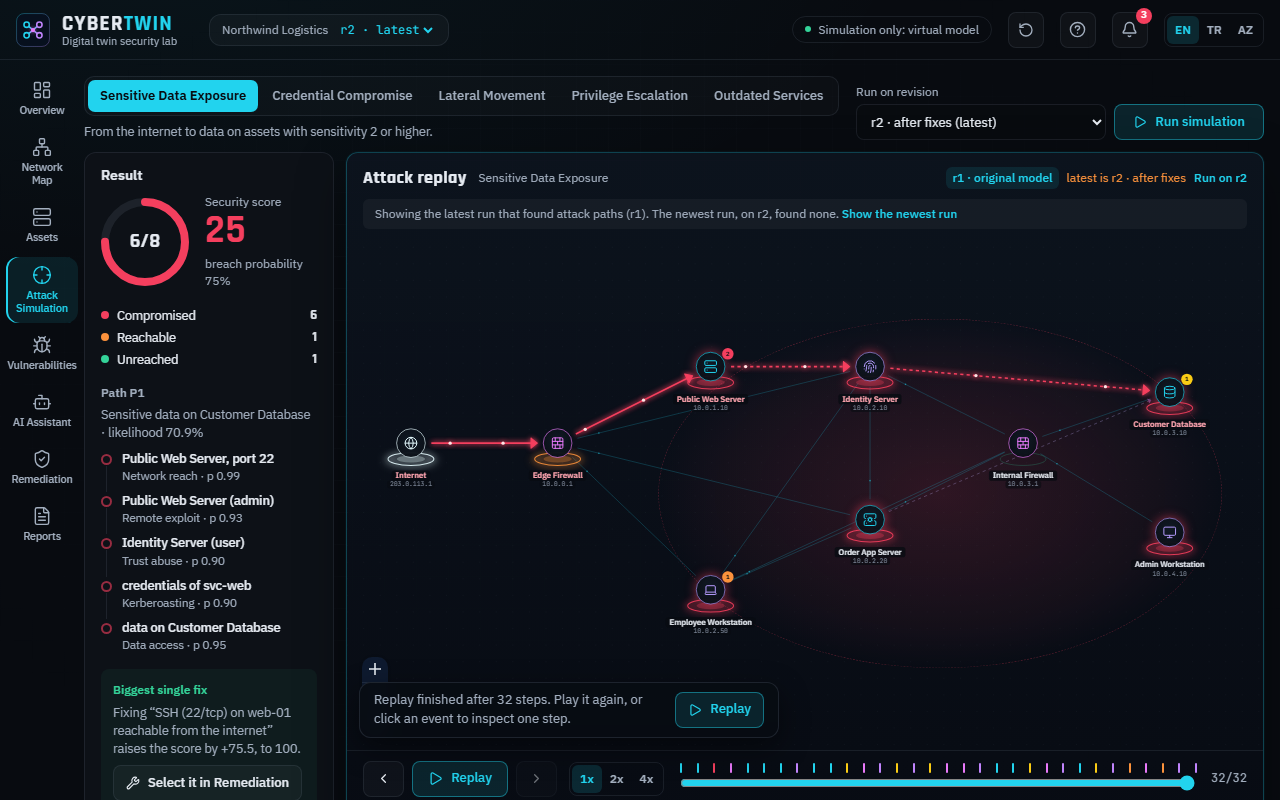 CYBERTWIN
Digital twin security lab
Northwind Logistics r2 · latest
Simulation only: virtual model
3
EN TR AZ
Overview
Network
Map
Assets
Attack
Simulation
Vulnerabilities
AI Assistant
Remediation
Reports
Sensitive Data Exposure
Credential Compromise
Lateral Movement
Privilege Escalation
Outdated Services
From the internet to data on assets with sensitivity 2 or higher.
Run on revision
r2 · after fixes (latest)
Run simulation
Result
6/8
Security score
25
breach probability
75%
Compromised 6
Reachable 1
Unreached 1
Path P1
Sensitive data on Customer Database
· likelihood 70.9%
Public Web Server, port 22
Network reach · p 0.99
Public Web Server (admin)
Remote exploit · p 0.93
Identity Server (user)
Trust abuse · p 0.90
credentials of svc-web
Kerberoasting · p 0.90
data on Customer Database
Data access · p 0.95
Biggest single fix
Fixing “SSH (22/tcp) on web-01
reachable from the internet”
raises the score by +75.5, to 100.
Select it in Remediation
Attack replay Sensitive Data Exposure
r1 · original model latest is r2 · after fixes Run on r2
Showing the latest run that found attack paths (r1). The newest run, on r2, found none. Show the newest run
2
Public Web Server
10.0.1.10
Identity Server
10.0.2.10
1
Customer Database
10.0.3.10
Internet
203.0.113.1
Edge Firewall
10.0.0.1
Internal Firewall
10.0.3.1
Order App Server
10.0.2.20
Admin Workstation
10.0.4.10
1
Employee Workstation
10.0.2.50
+
Replay finished after 32 steps. Play it again, or
click an event to inspect one step.
Replay
Replay
1x 2x 4x
32/32